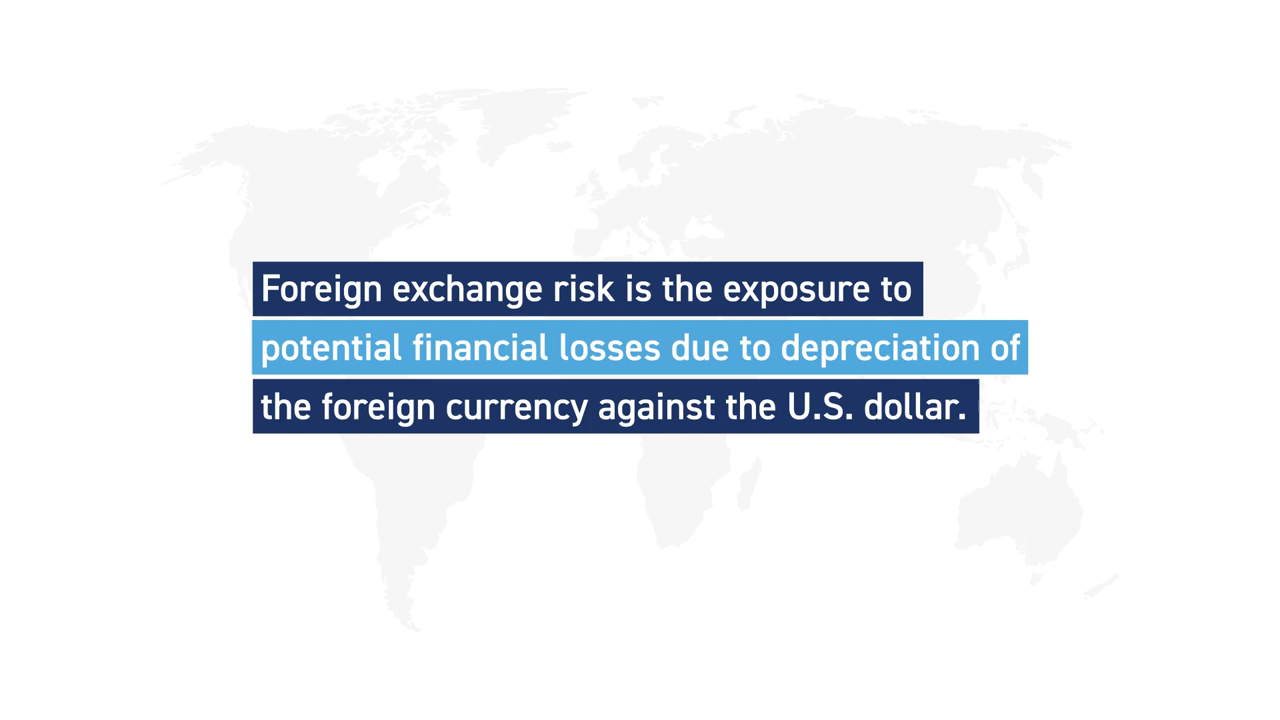 Foreign exchange risk is the exposure to
potential financial losses due to depreciation of
the foreign currency against the U.S. dollar.